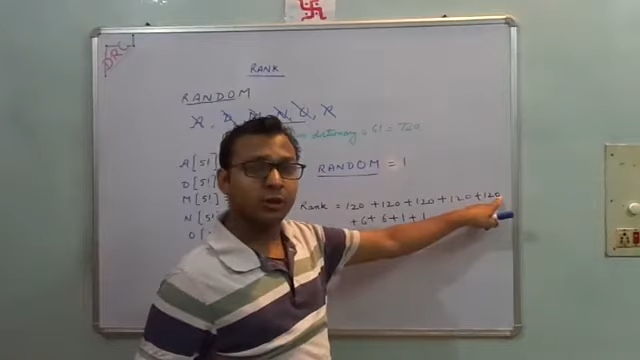 DRC
RANK
RANDOM
A, D, M, N, O, R
dictionary, 6! = 720
A [5!]
D [5!]
M [5!] =
N [5!]
O [
RANDOM = 1
Rank = 120 + 120 + 120 + 120 + 120
+ 6 + 6 + 1 + 1